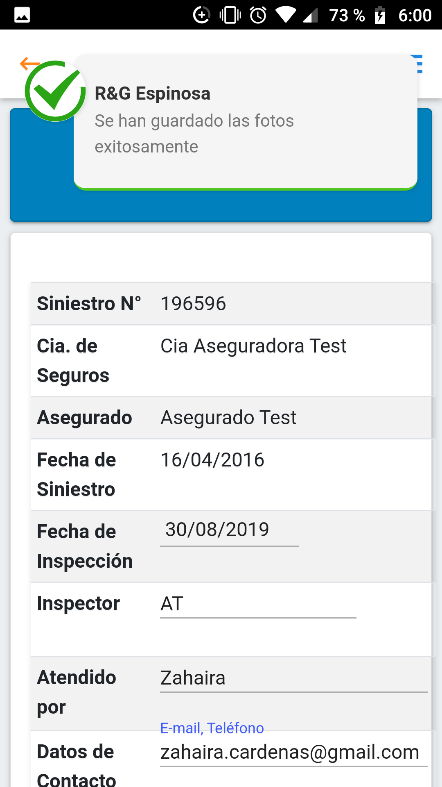 73 % 6:00
R&G Espinosa
Se han guardado las fotos
exitosamente
Siniestro N° 196596
Cia. de Cia Aseguradora Test
Seguros
Asegurado Asegurado Test
Fecha de 16/04/2016
Siniestro
Fecha de 30/08/2019
Inspección
Inspector AT
Atendido Zahaira
por
E-mail, Teléfono
Datos de zahaira.cardenas@gmail.com
Contacto